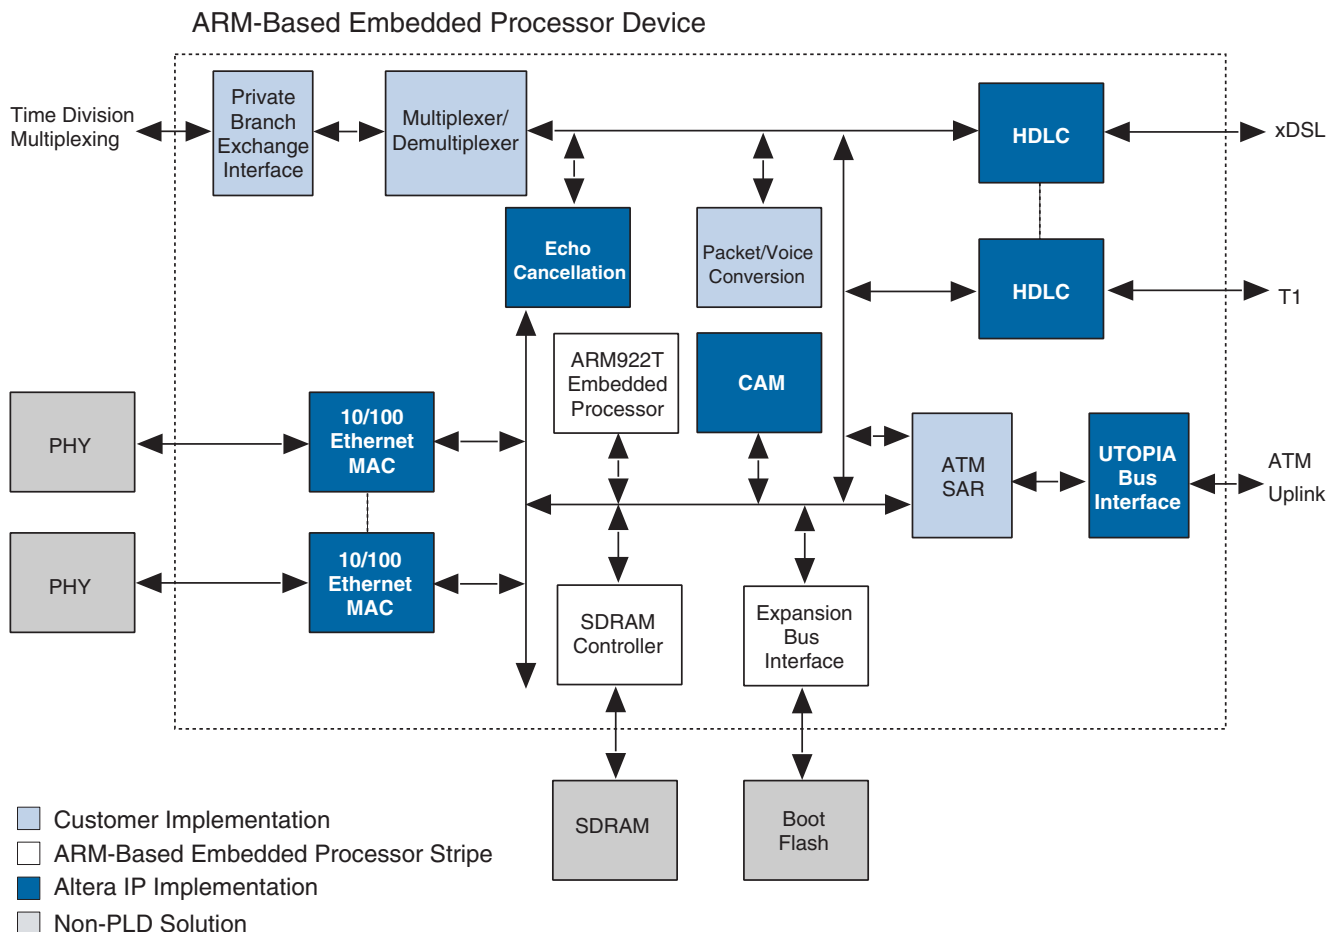 ARM-Based Embedded Processor Device
Time Division
Multiplexing
Private
Branch
Exchange
Interface
Multiplexer/
Demultiplexer
HDLC
xDSL
Echo
Cancellation
Packet/Voice
Conversion
HDLC
T1
ARM922T
Embedded
Processor
CAM
PHY
10/100
Ethernet
MAC
ATM
SAR
UTOPIA
Bus
Interface
ATM
Uplink
PHY
10/100
Ethernet
MAC
SDRAM
Controller
Expansion
Bus
Interface
SDRAM
Boot
Flash
Customer Implementation
ARM-Based Embedded Processor Stripe
Altera IP Implementation
Non-PLD Solution